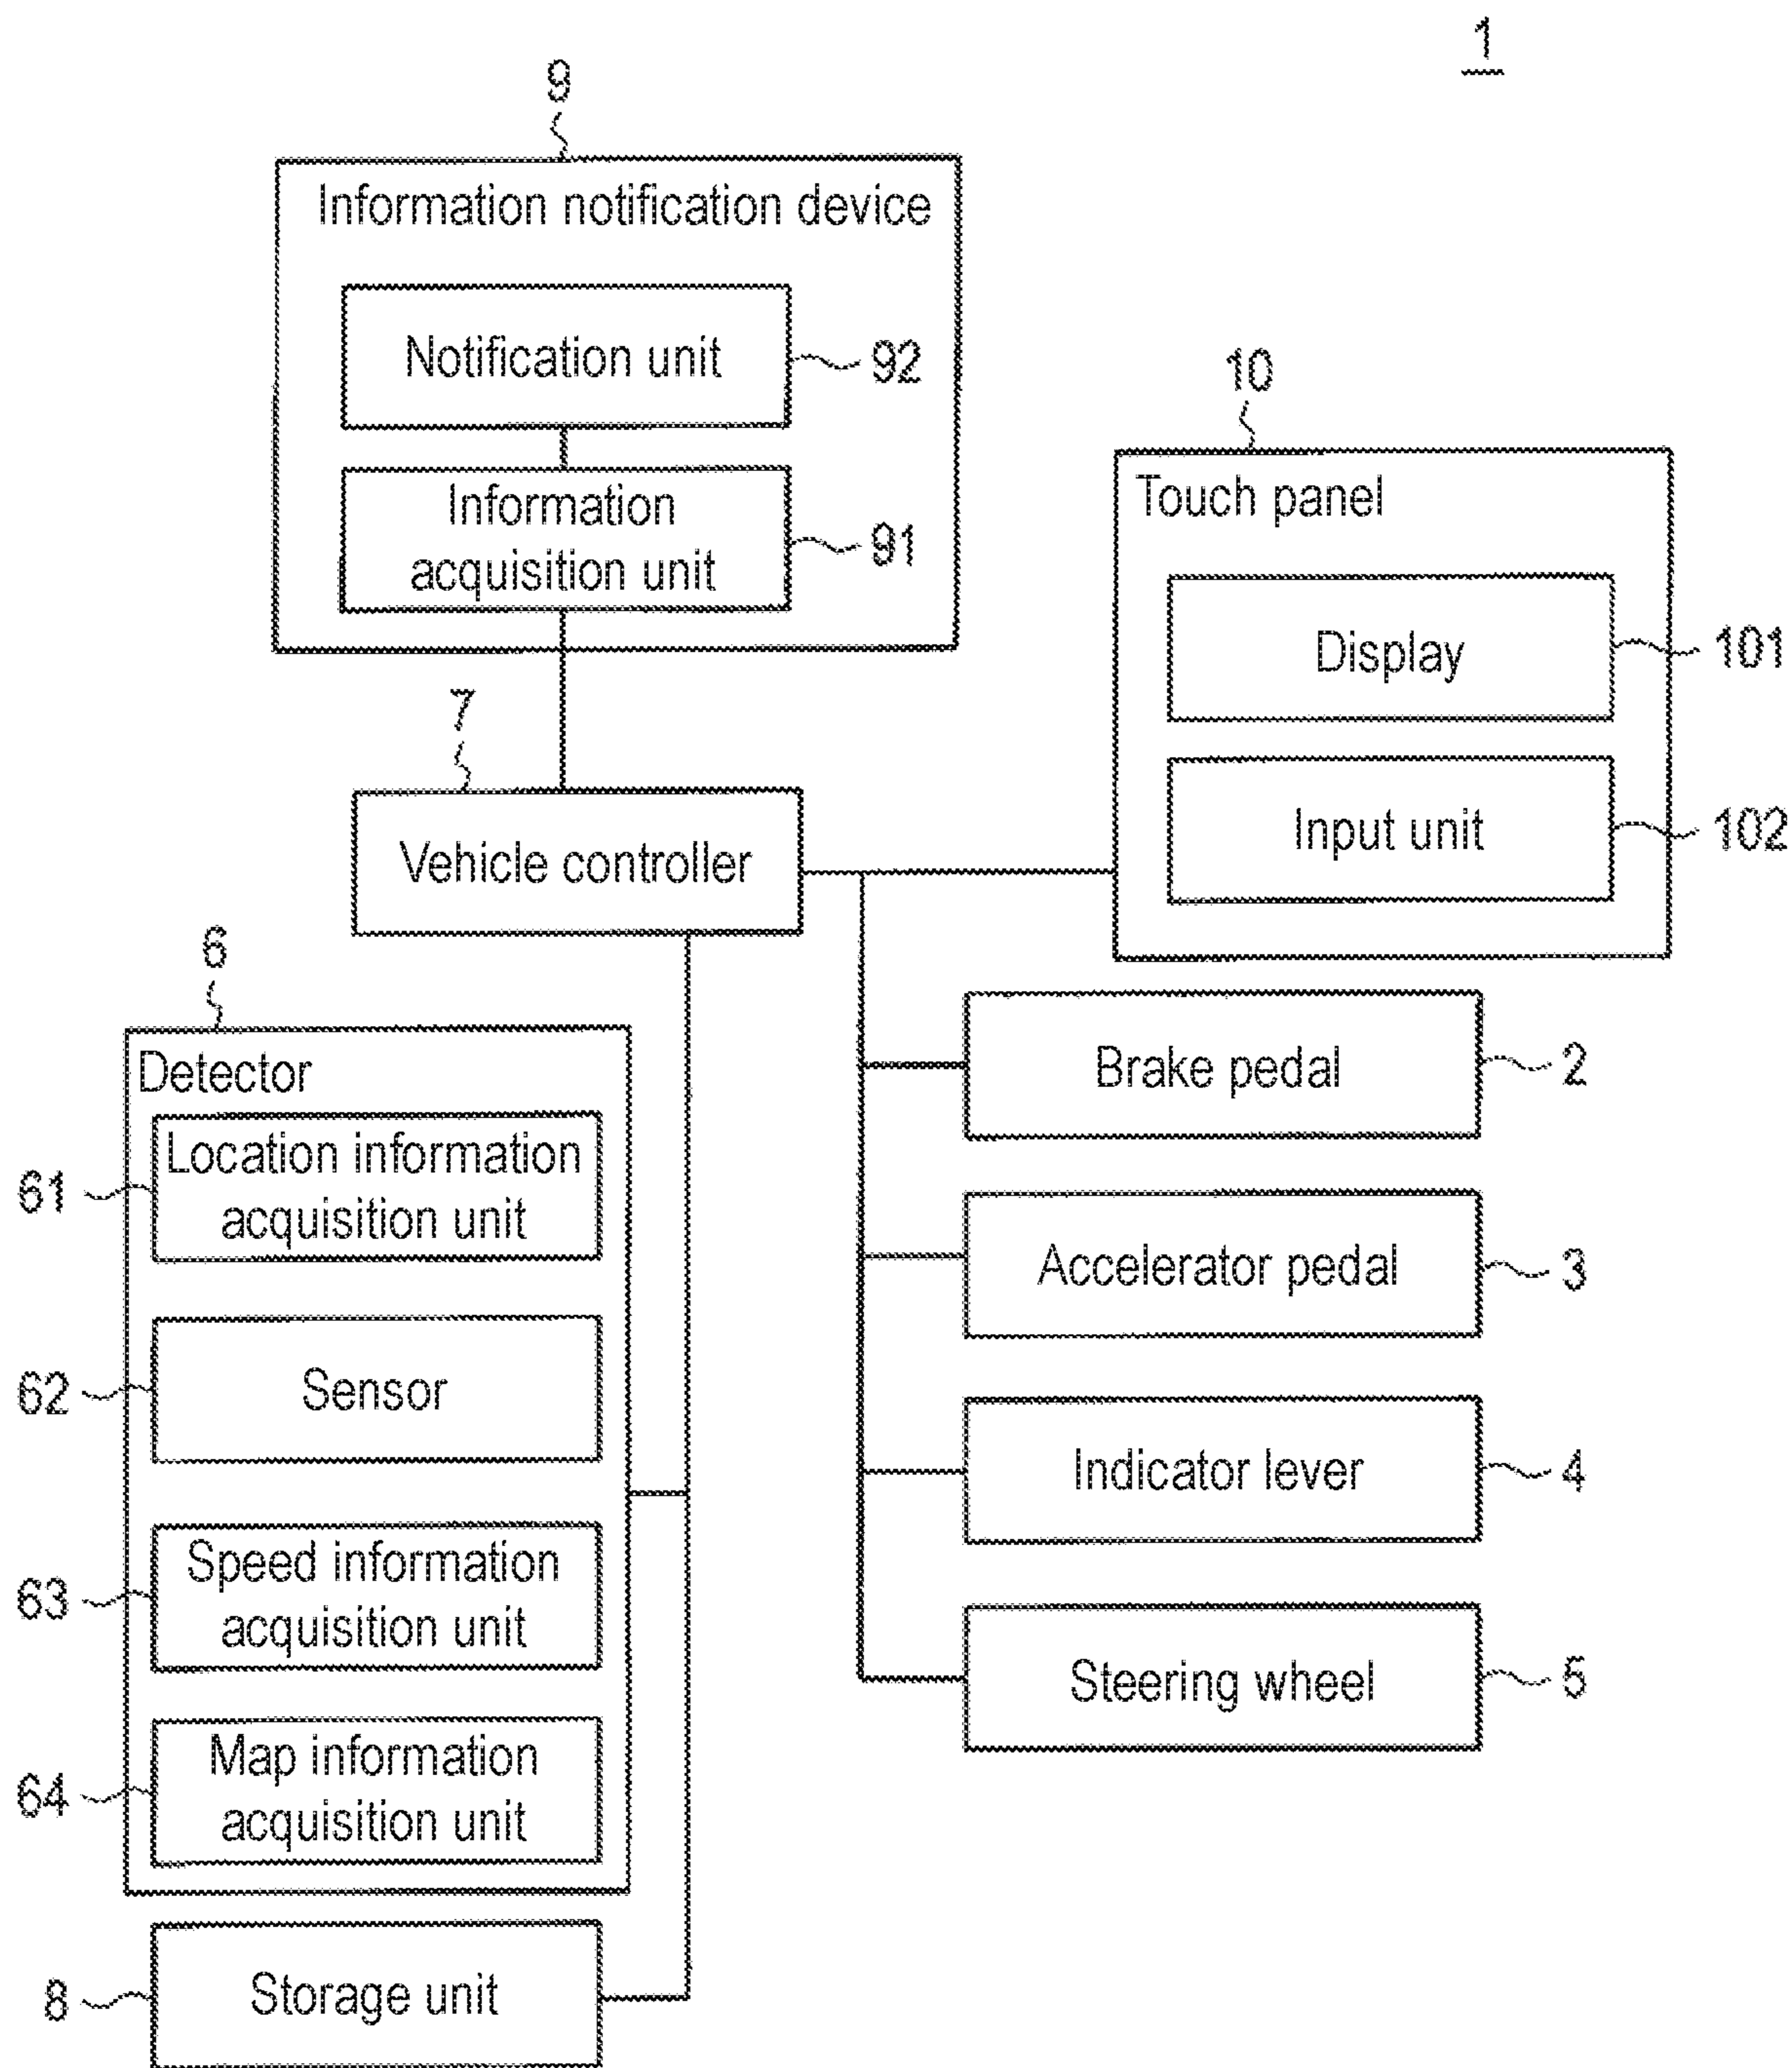 1
9
Information notification device
Notification unit
92
Information
acquisition unit
91
10
Touch panel
Display
101
Input unit
102
7
Vehicle controller
6
Detector
Location information
acquisition unit
61
Sensor
62
Speed information
acquisition unit
63
Map information
acquisition unit
64
Storage unit
8
Brake pedal
2
Accelerator pedal
3
Indicator lever
4
Steering wheel
5